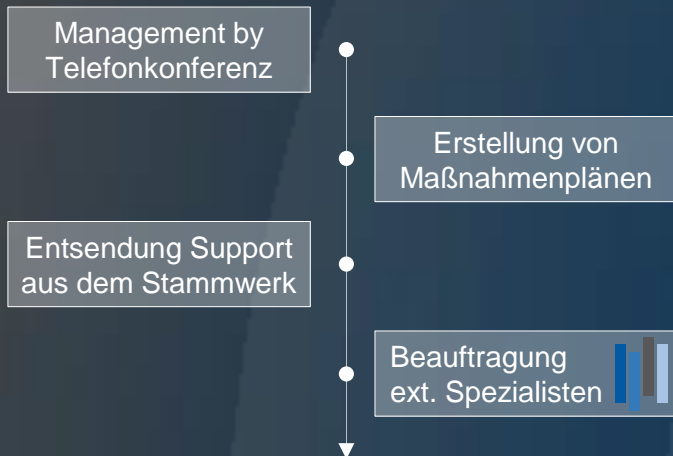 Management by
Telefonkonferenz
Erstellung von
Maßnahmenplänen
Entsendung Support
aus dem Stammwerk
Beauftragung
ext. Spezialisten